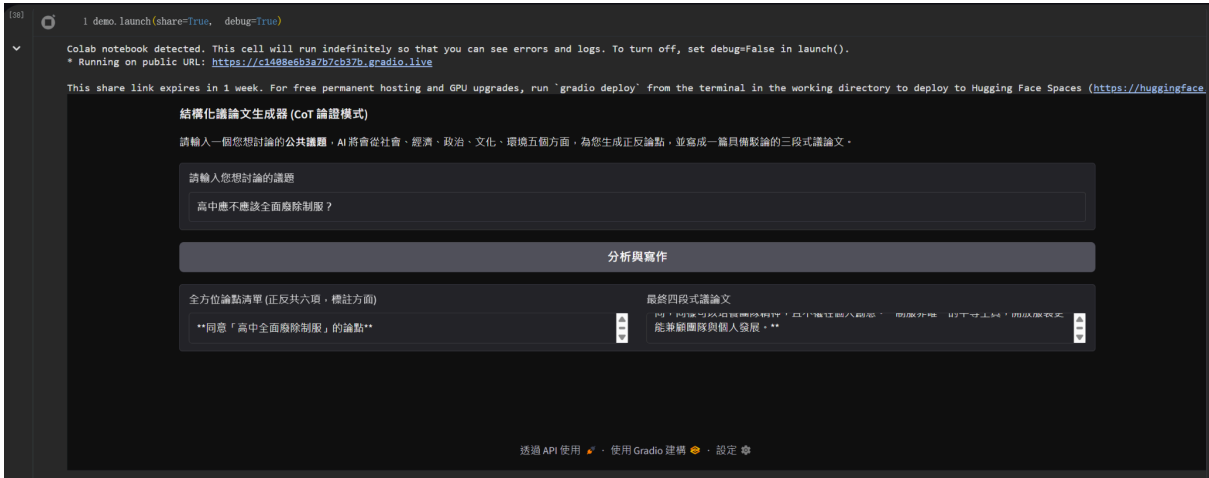 [38]
1 demo.launch(share=True, debug=True)
Colab notebook detected. This cell will run indefinitely so that you can see errors and logs. To turn off, set debug=False in launch().
* Running on public URL: https://c1408e6b3a7b7cb37b.gradio.live
This share link expires in 1 week. For free permanent hosting and GPU upgrades, run `gradio deploy` from the terminal in the working directory to deploy to Hugging Face Spaces (https://huggingface.
結構化議論文生成器 (CoT 論證模式)
請輸入一個您想討論的公共議題，AI 將會從社會、經濟、政治、文化、環境五個方面，為您生成正反論點，並寫成一篇具備駁論的三段式議論文。
請輸入您想討論的議題
高中應不應該全面廢除制服？
分析與寫作
全方位論點清單 (正反共六項，標註方面)
**同意「高中全面廢除制服」的論點**
最終四段式議論文
能兼顧團隊與個人發展。**
透過 API 使用 · 使用 Gradio 建構 · 設定